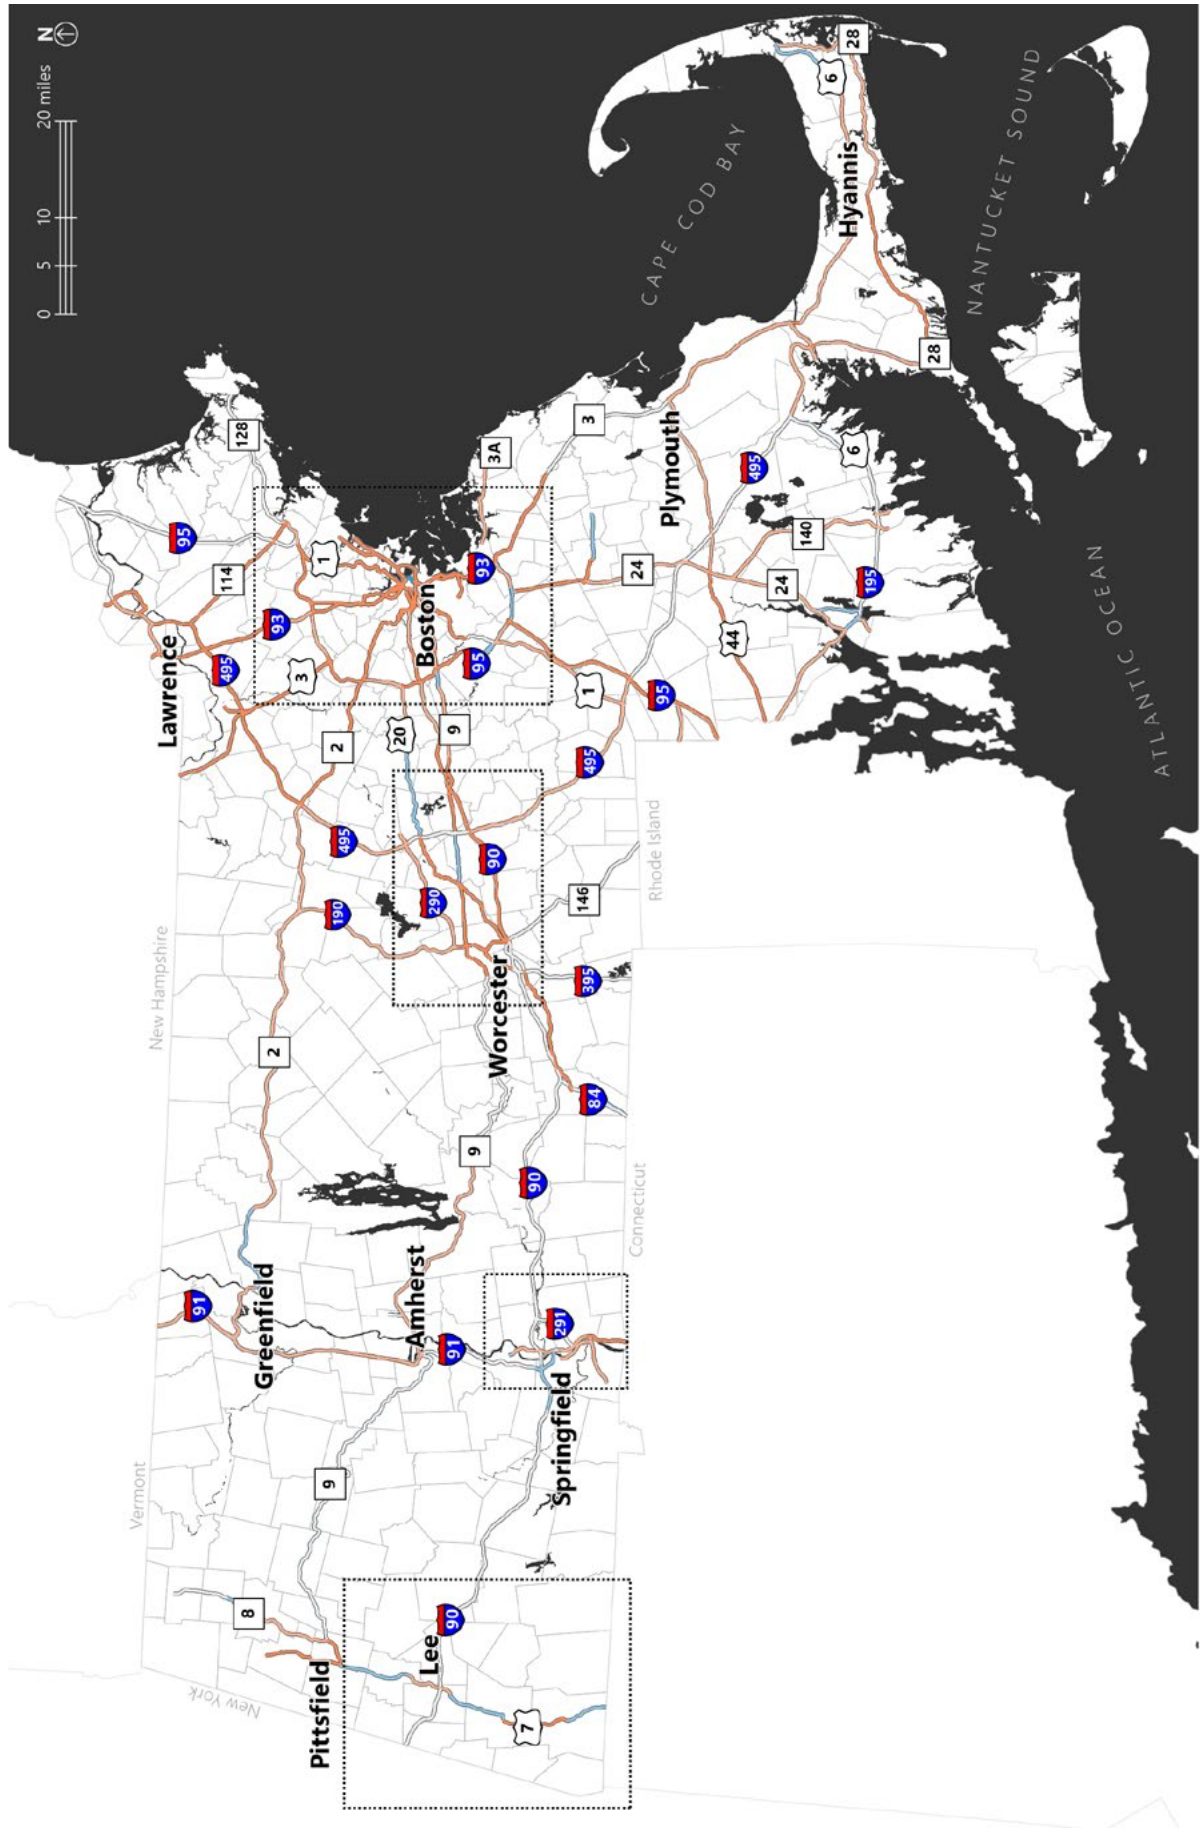 N
0 5 10 20 miles
Vermont
New Hampshire
New York
Connecticut
Rhode Island
CAPE COD BAY
NANTUCKET SOUND
ATLANTIC OCEAN
Lawrence
Greenfield
Boston
Amherst
Pittsfield
Lee
Worcester
Springfield
Plymouth
Hyannis
91
2
190
495
2
3
495
93
114
95
128
1
8
9
91
9
290
20
9
95
93
3A
3
90
7
291
90
84
395
146
90
495
1
95
24
44
24
140
495
195
6
28
6
28